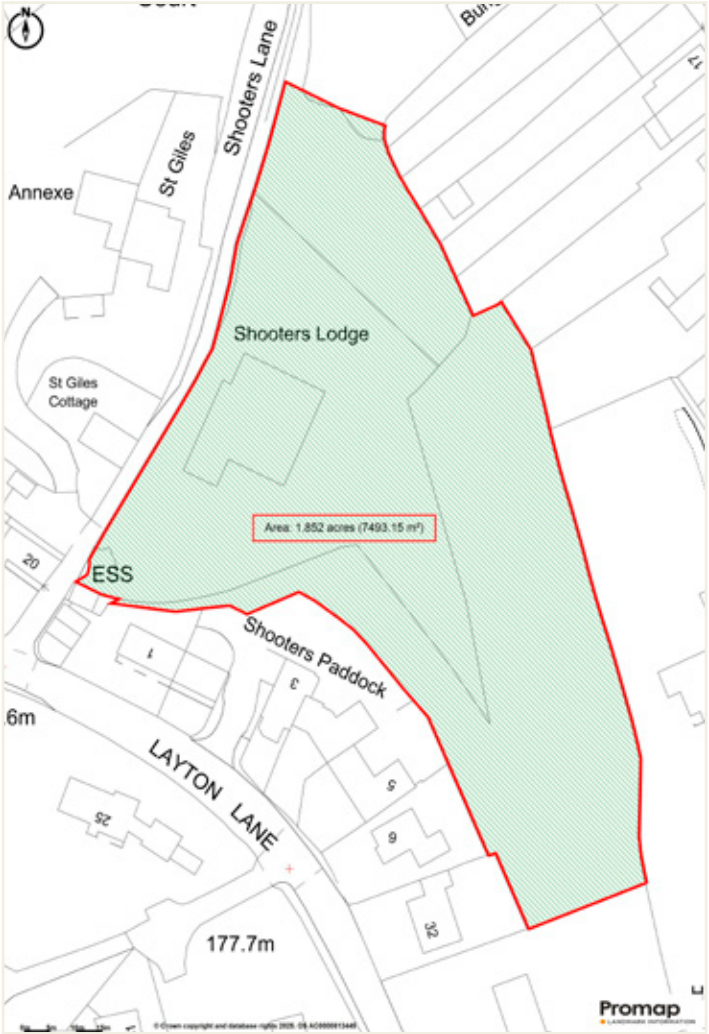 N
Shooters Lane
17
St Giles
Annexe
Shooters Lodge
St Giles
Cottage
Area: 1.852 acres (7493.15 m²)
20
ESS
Shooters Paddock
1
3
.6m
LAYTON LANE
5
25
6
32
177.7m
Promap
LANDMARK INFORMATION